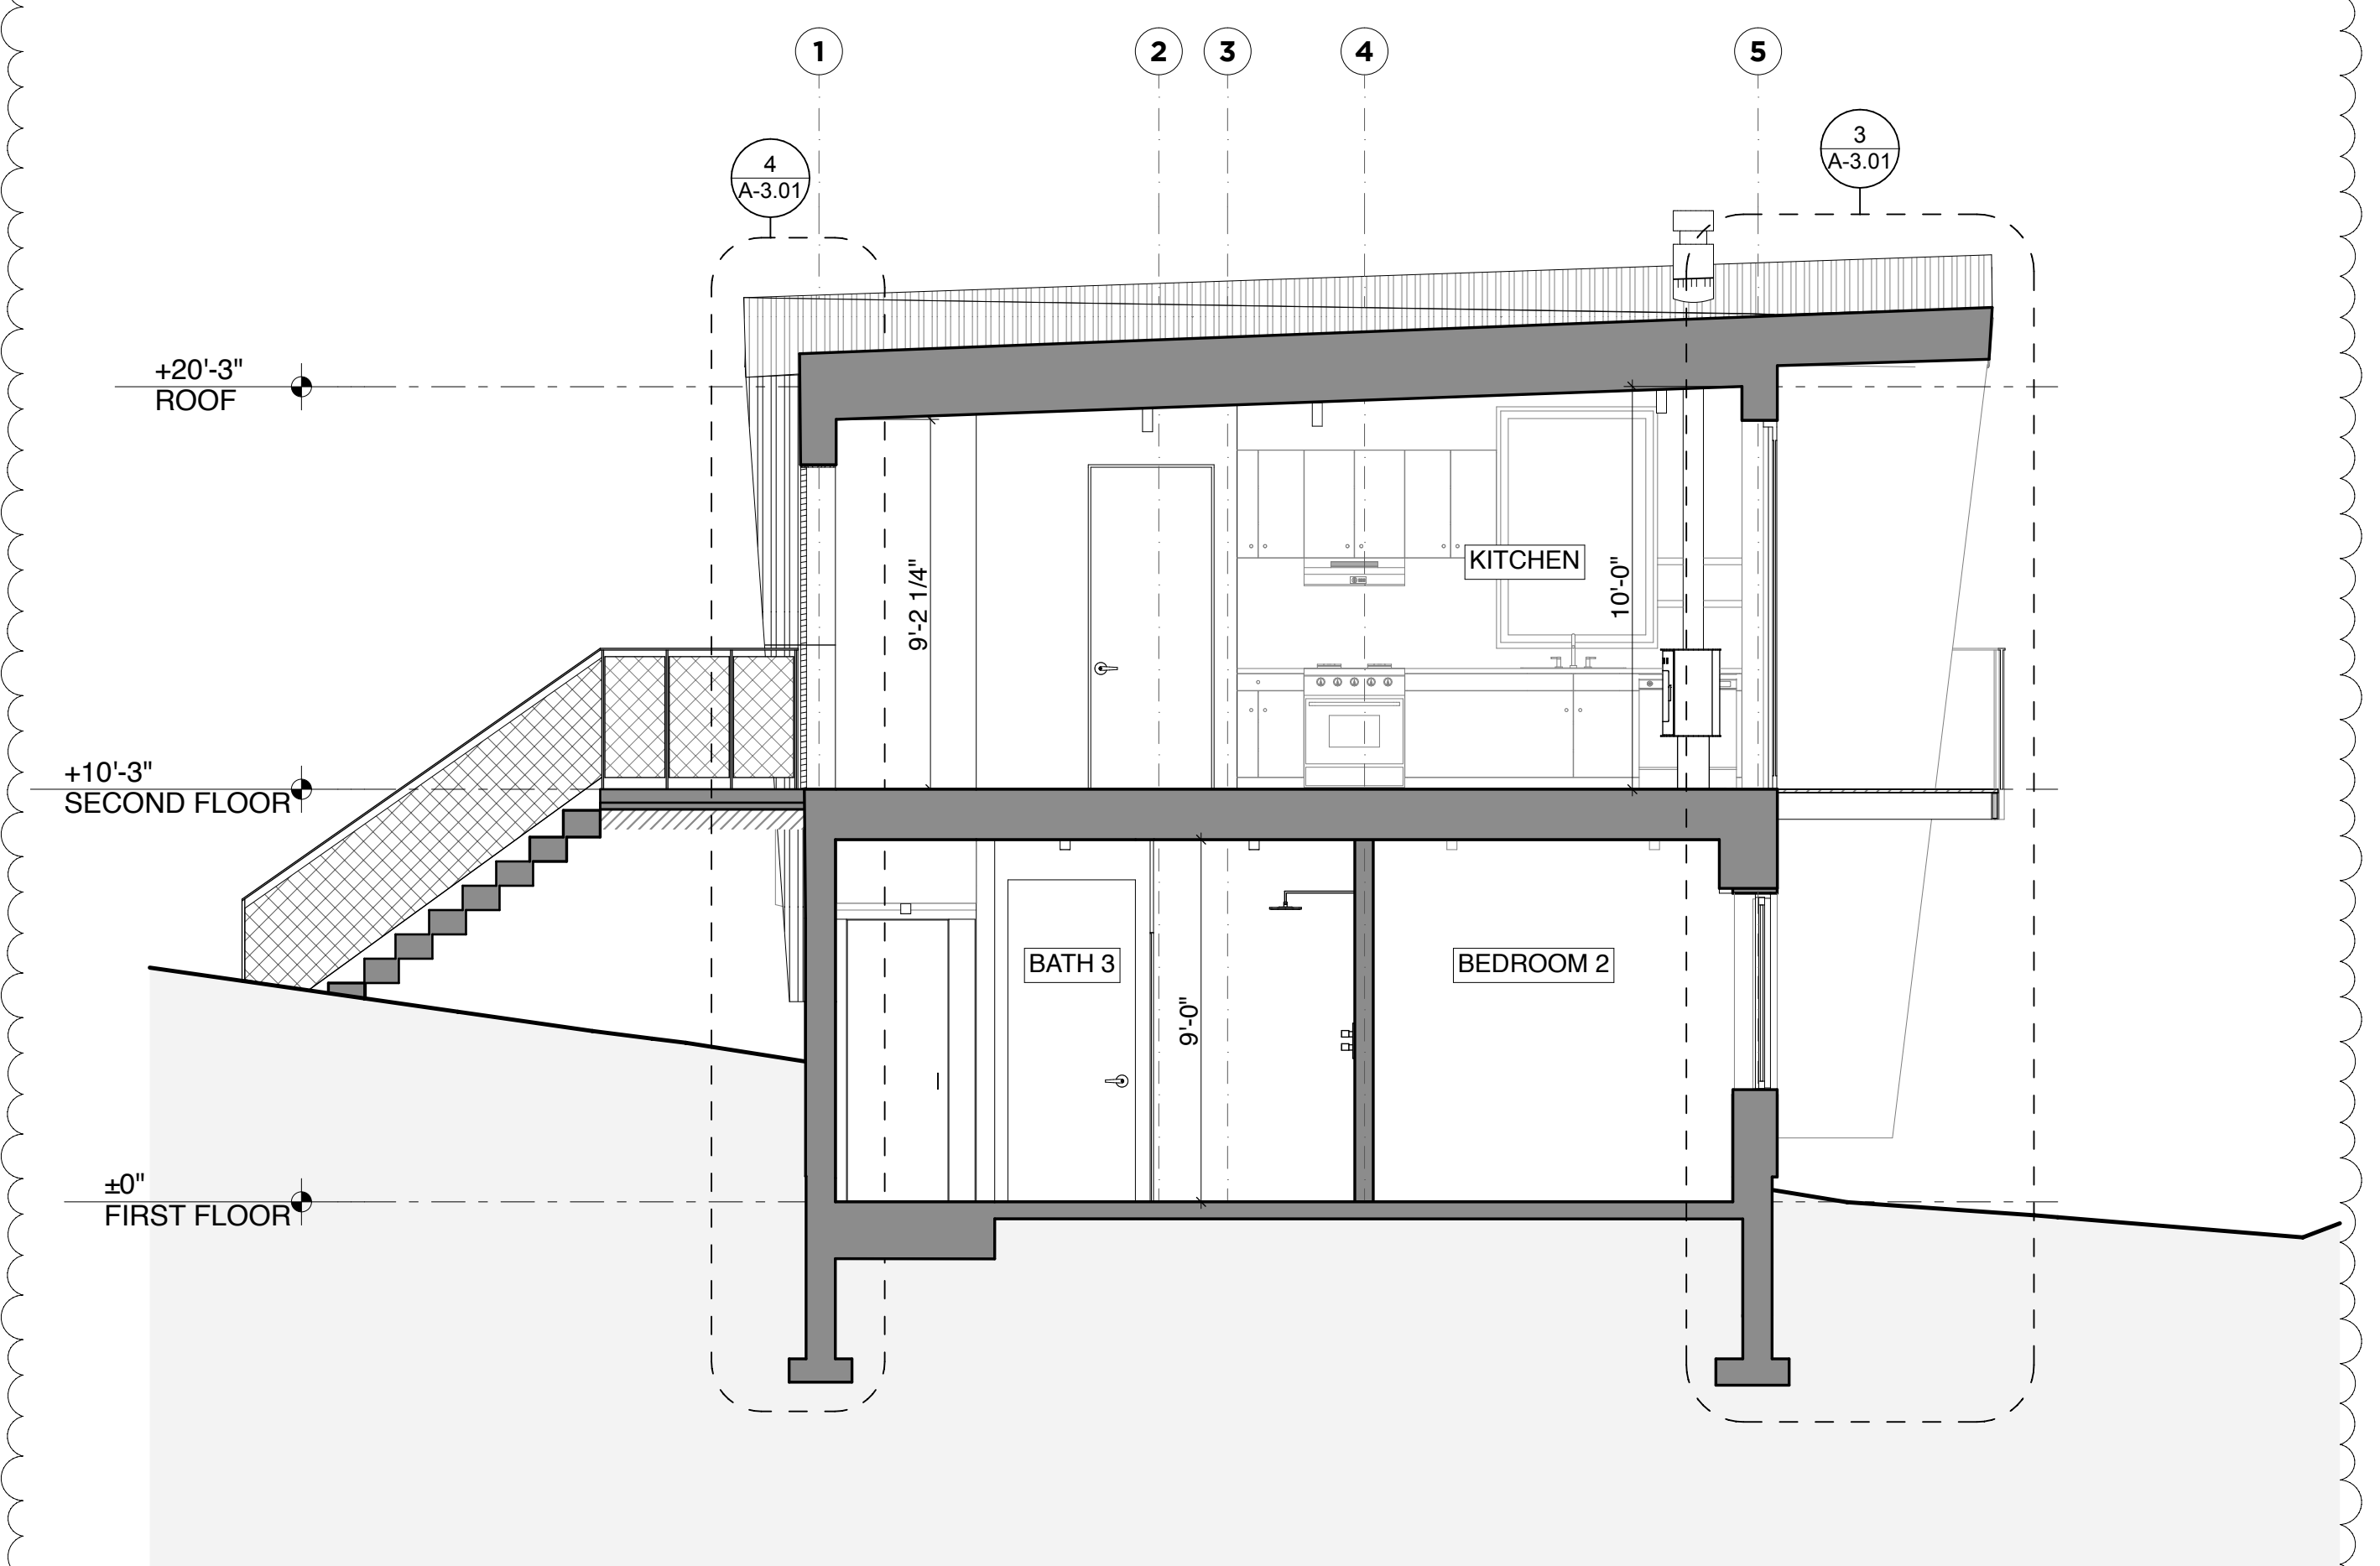 1
2
3
4
5
4
A-3.01
3
A-3.01
+20'-3"
ROOF
9'-2 1/4"
KITCHEN
10'-0"
+10'-3"
SECOND FLOOR
BATH 3
BEDROOM 2
9'-0"
±0"
FIRST FLOOR